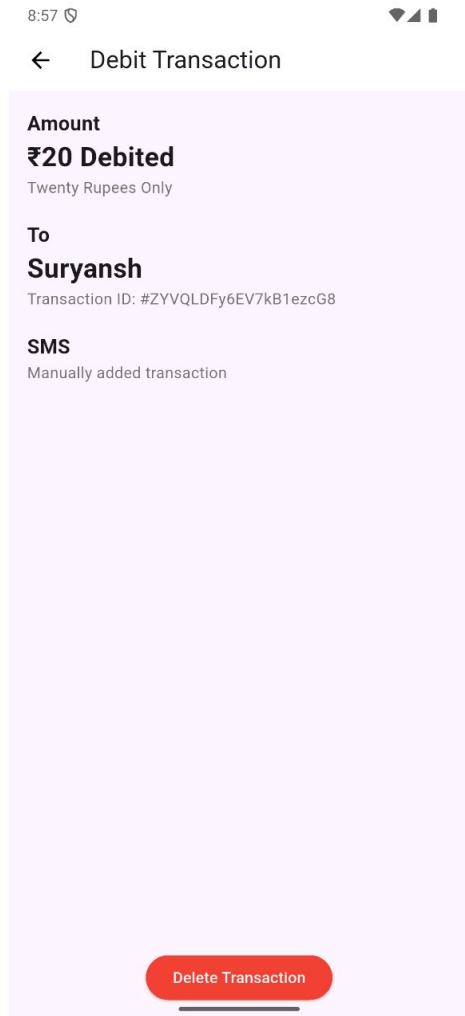 8:57
Debit Transaction
Amount
₹20 Debited
Twenty Rupees Only
To
Suryansh
Transaction ID: #ZYVQLDFy6EV7kB1ezcG8
SMS
Manually added transaction
Delete Transaction